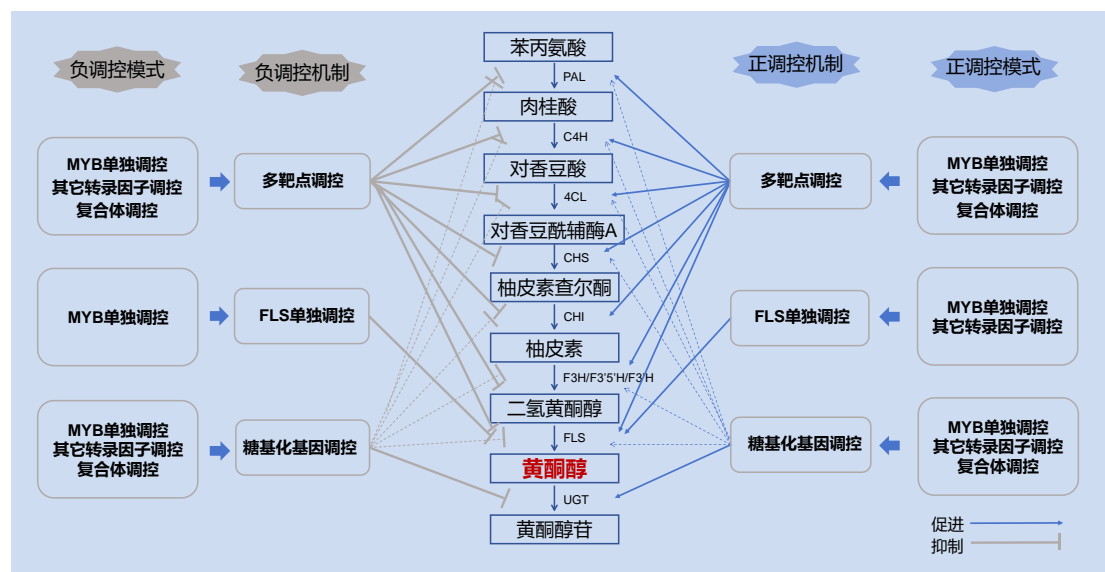 负调控模式
负调控机制
苯丙氨酸
正调控机制
正调控模式
PAL
肉桂酸
C4H
MYB单独调控
其它转录因子调控
复合体调控
多靶点调控
对香豆酸
多靶点调控
MYB单独调控
其它转录因子调控
复合体调控
4CL
对香豆酰辅酶A
CHS
柚皮素查尔酮
MYB单独调控
FLS单独调控
CHI
FLS单独调控
MYB单独调控
其它转录因子调控
柚皮素
F3H/F3'5'H/F3'H
二氢黄酮醇
MYB单独调控
其它转录因子调控
复合体调控
糖基化基因调控
FLS
糖基化基因调控
MYB单独调控
其它转录因子调控
复合体调控
黄酮醇
UGT
黄酮醇苷
促进
抑制